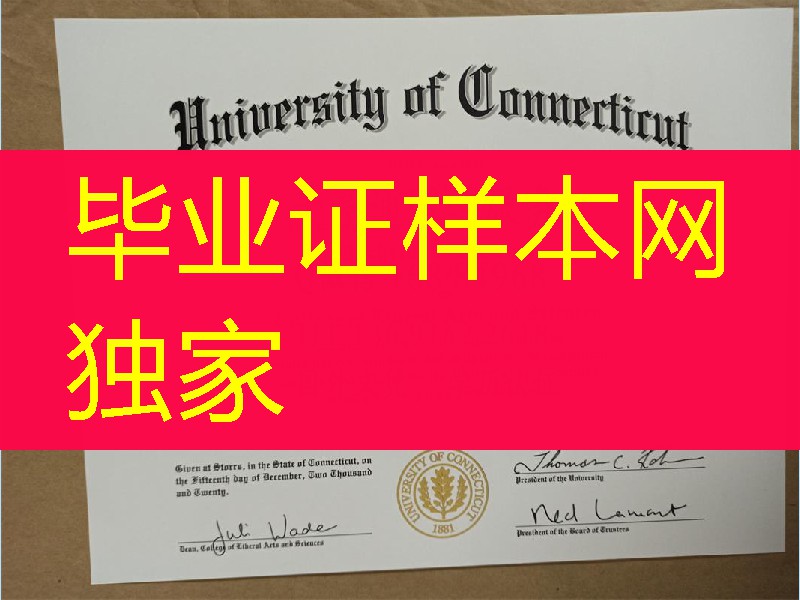 University of Connecticut
毕业证样本网
独家
Given at Storrs, in the State of Connecticut, on
the Fifteenth day of December, Two Thousand
and Twenty.
UNIVERSITY OF CONNECTICUT
1881
Thomas C.
President of the University
Juli Wade
Dean, College of Liberal Arts and Sciences
Ned Lamont
President of the Board of Trustees